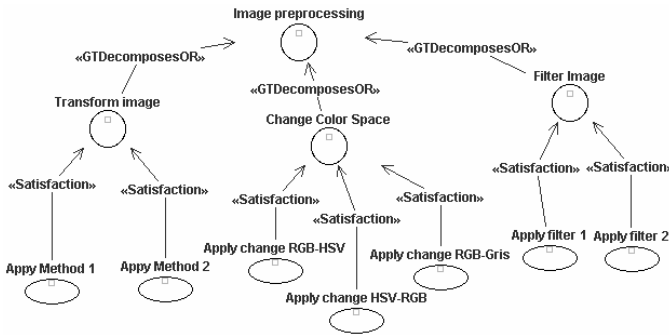 Image preprocessing
«GTDecomposesOR»
«GTDecomposesOR»
«GTDecomposesOR»
Transform image
Change Color Space
Filter Image
«Satisfaction»
«Satisfaction»
«Satisfaction»
«Satisfaction»
«Satisfaction»
«Satisfaction»
«Satisfaction»
Appy Method 1
Appy Method 2
Apply change RGB-HSV
Apply change HSV-RGB
Apply change RGB-Gris
Apply filter 1
Apply filter 2